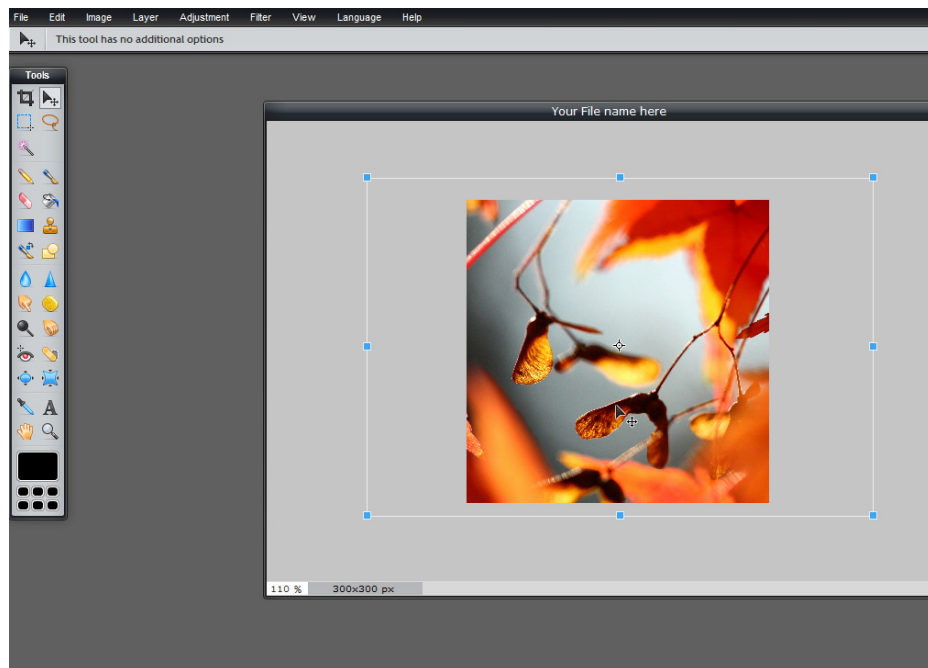 File Edit Image Layer Adjustment Filter View Language Help
This tool has no additional options
Tools
Your File name here
A
110 % 300x300 px